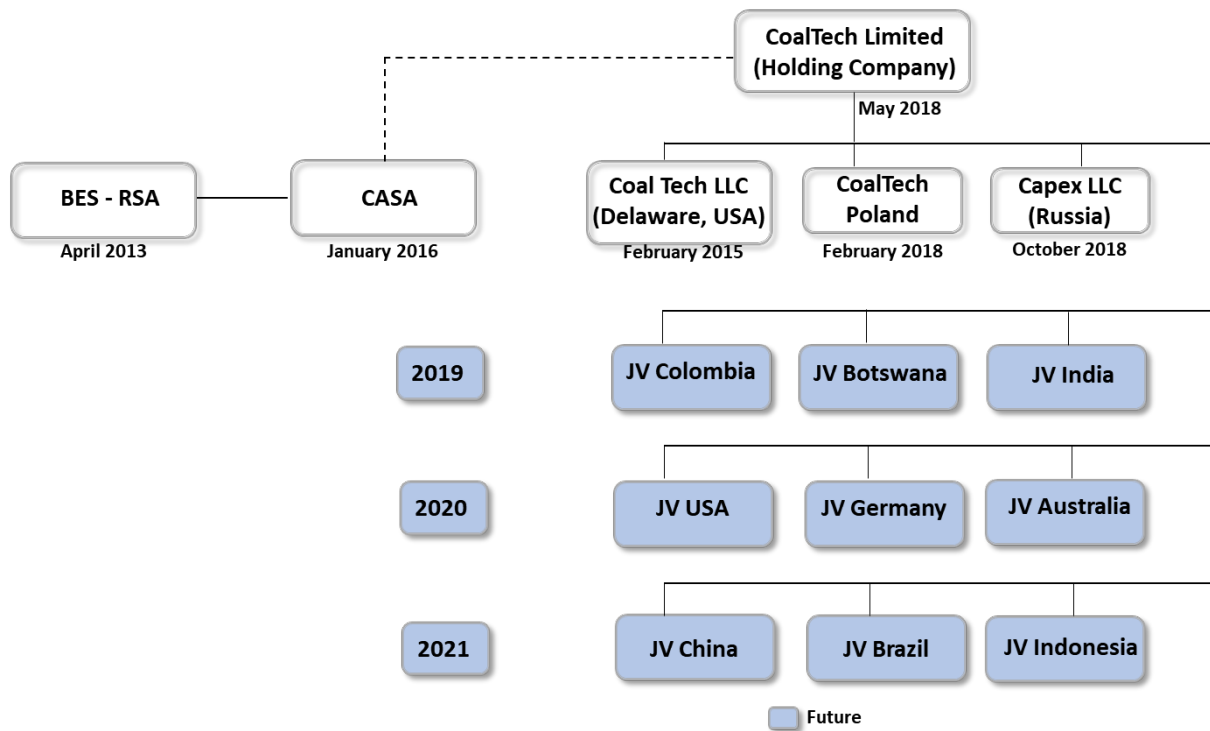 CoalTech Limited
(Holding Company)
May 2018
BES - RSA
April 2013
CASA
January 2016
Coal Tech LLC
(Delaware, USA)
February 2015
CoalTech
Poland
February 2018
Capex LLC
(Russia)
October 2018
2019
JV Colombia
JV Botswana
JV India
2020
JV USA
JV Germany
JV Australia
2021
JV China
JV Brazil
JV Indonesia
Future